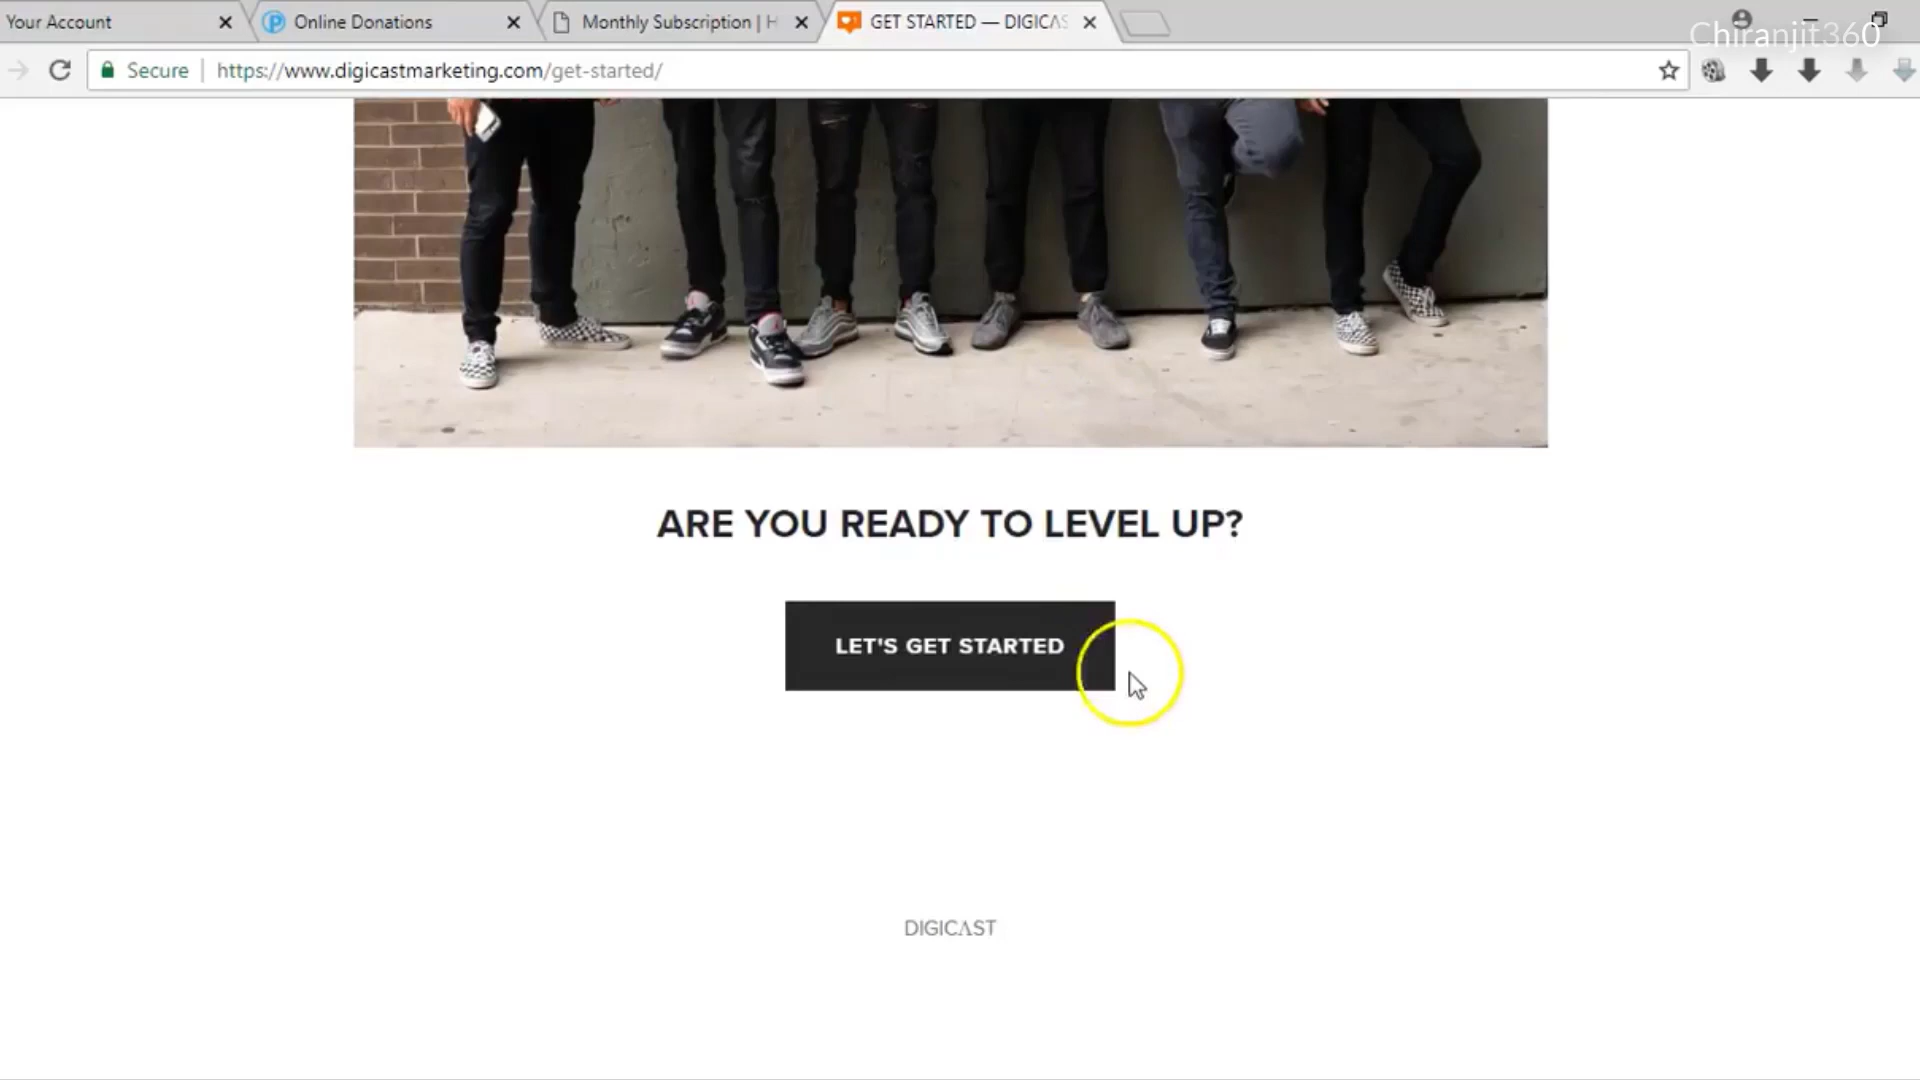 Your Account
Online Donations
Monthly Subscription | H
GET STARTED — DIGICAS
Chiranjit360
Secure
https://www.digicastmarketing.com/get-started/
ARE YOU READY TO LEVEL UP?
LET'S GET STARTED
DIGICΛST